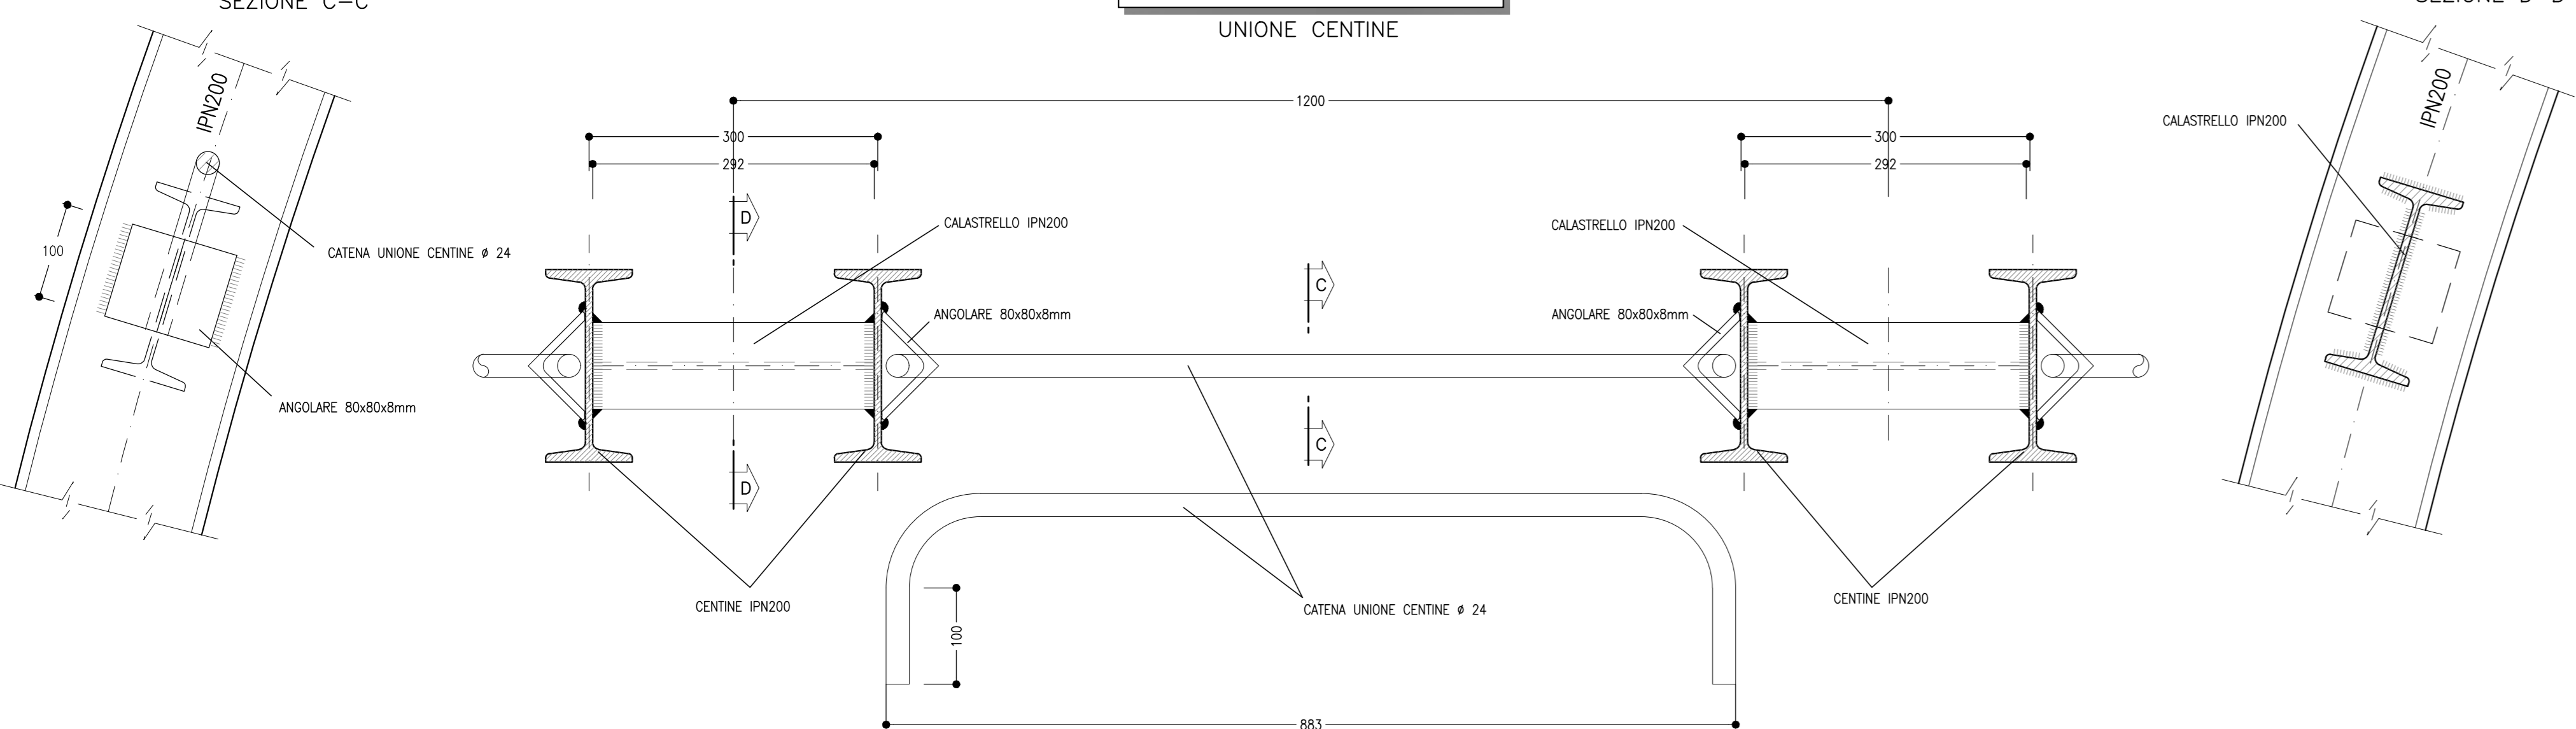 SEZIONE C-C
UNIONE CENTINE
SEZIONE D-D
IPN200
100
CATENA UNIONE CENTINE ø 24
ANGOLARE 80x80x8mm
1200
300
292
300
292
D
CALASTRELLO IPN200
ANGOLARE 80x80x8mm
C
CALASTRELLO IPN200
ANGOLARE 80x80x8mm
C
D
CENTINE IPN200
CATENA UNIONE CENTINE ø 24
CENTINE IPN200
100
883
IPN200
CALASTRELLO IPN200